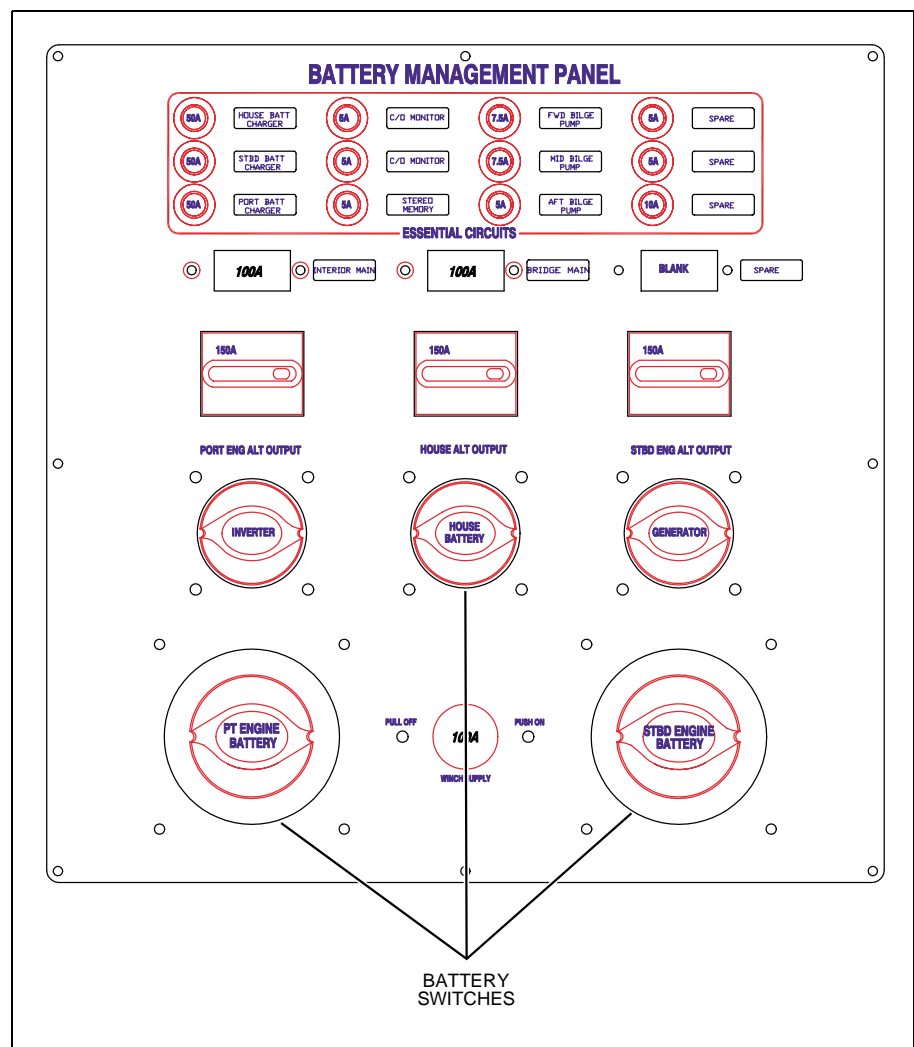 BATTERY MANAGEMENT PANEL
50A HOUSE BATT CHARGER 5A C/O MONITOR 7.5A FWD BILGE PUMP 5A SPARE
50A STBD BATT CHARGER 5A C/O MONITOR 7.5A MID BILGE PUMP 5A SPARE
50A PORT BATT CHARGER 5A STEREO MEMORY 5A AFT BILGE PUMP 10A SPARE
ESSENTIAL CIRCUITS
100A INTERIOR MAIN 100A BRIDGE MAIN BLANK SPARE
150A 150A 150A
PORT ENG ALT OUTPUT HOUSE ALT OUTPUT STBD ENG ALT OUTPUT
INVERTER HOUSE BATTERY GENERATOR
PT ENGINE BATTERY PULL OFF 100A PUSH ON STBD ENGINE BATTERY
WINCH SUPPLY
BATTERY
SWITCHES